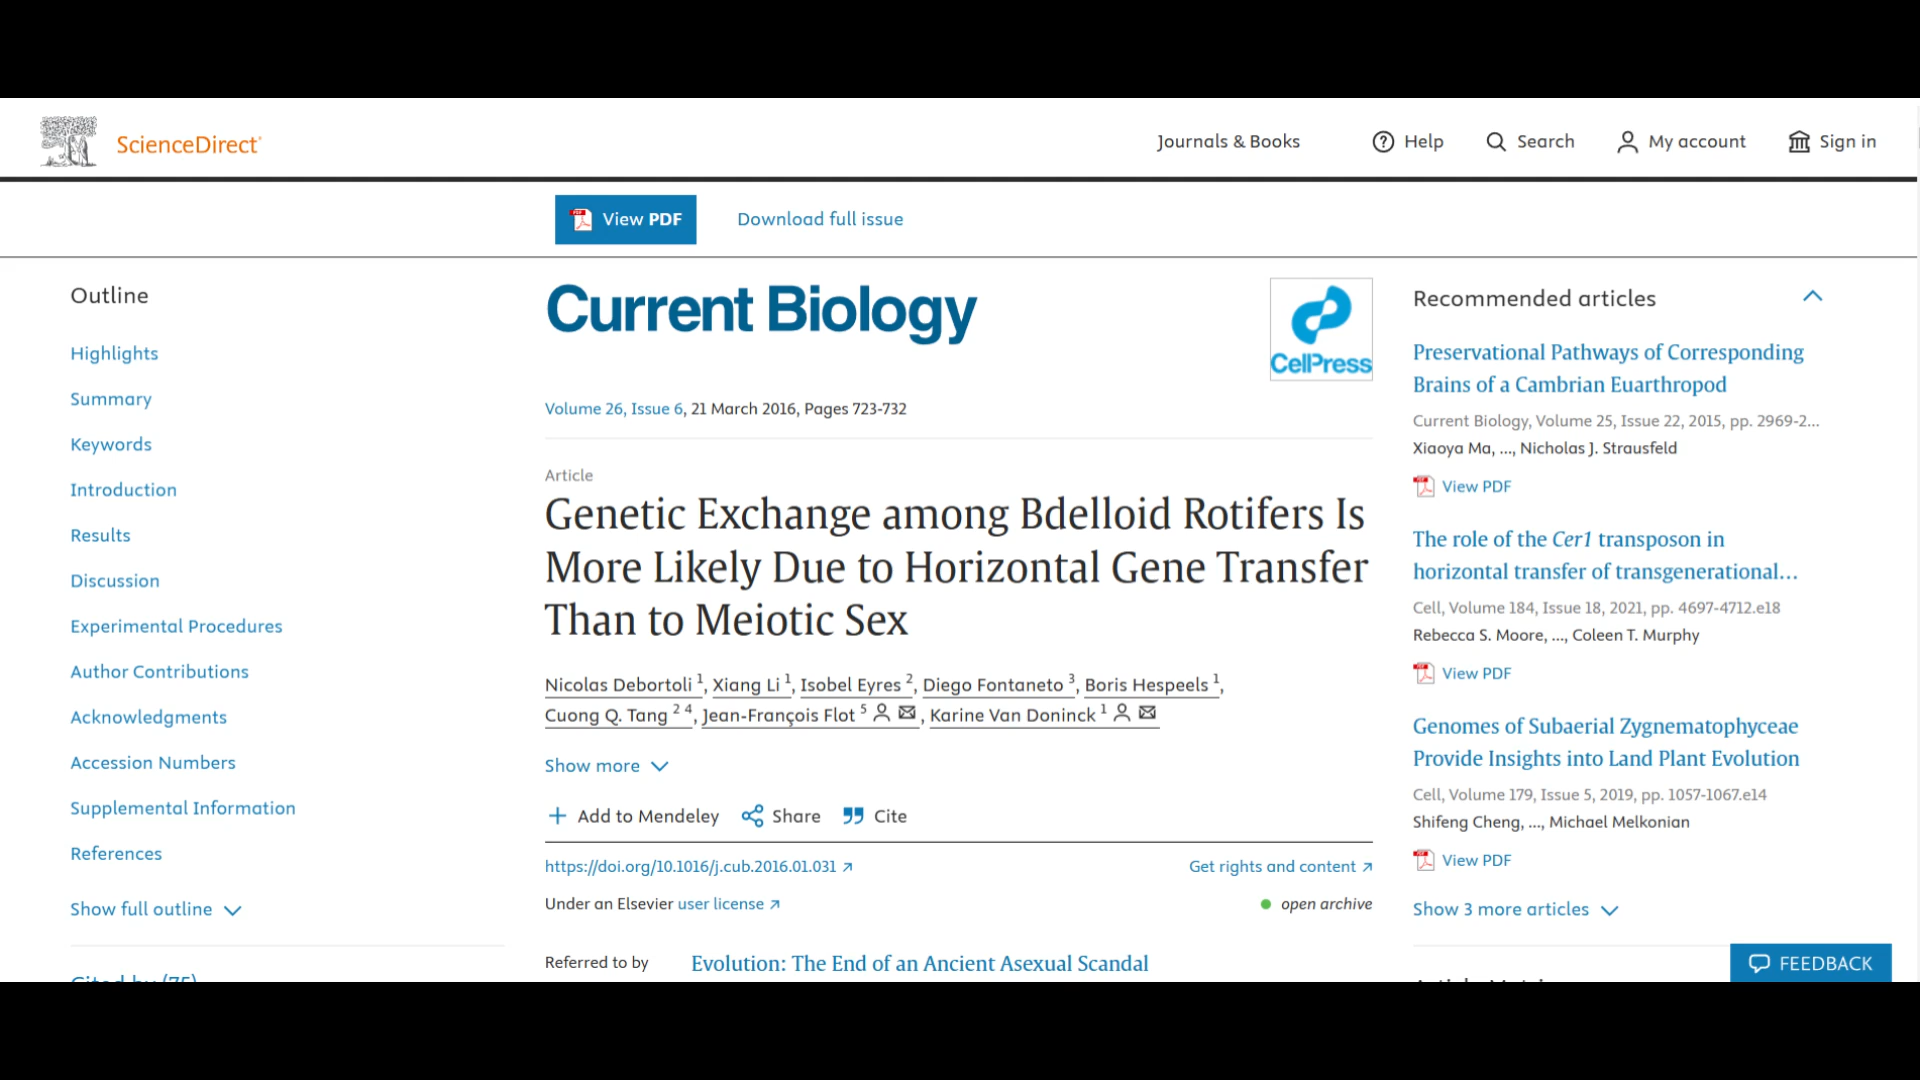 ScienceDirect
Journals & Books
Help
Search
My account
Sign in
View PDF
Download full issue
Outline
Highlights
Summary
Keywords
Introduction
Results
Discussion
Experimental Procedures
Author Contributions
Acknowledgments
Accession Numbers
Supplemental Information
References
Show full outline
Cited by (75)
Current Biology
CellPress
Volume 26, Issue 6, 21 March 2016, Pages 723-732
Article
Genetic Exchange among Bdelloid Rotifers Is
More Likely Due to Horizontal Gene Transfer
Than to Meiotic Sex
Nicolas Debortoli 1, Xiang Li 1, Isobel Eyres 2, Diego Fontaneto 3, Boris Hespeels 1,
Cuong Q. Tang 2 4, Jean-François Flot 5, Karine Van Doninck 1
Show more
Add to Mendeley
Share
Cite
https://doi.org/10.1016/j.cub.2016.01.031
Get rights and content
Under an Elsevier user license
open archive
Referred to by
Evolution: The End of an Ancient Asexual Scandal
Recommended articles
Preservational Pathways of Corresponding
Brains of a Cambrian Euarthropod
Current Biology, Volume 25, Issue 22, 2015, pp. 2969-2...
Xiaoya Ma, ..., Nicholas J. Strausfeld
View PDF
The role of the Cer1 transposon in
horizontal transfer of transgenerational...
Cell, Volume 184, Issue 18, 2021, pp. 4697-4712.e18
Rebecca S. Moore, ..., Coleen T. Murphy
View PDF
Genomes of Subaerial Zygnematophyceae
Provide Insights into Land Plant Evolution
Cell, Volume 179, Issue 5, 2019, pp. 1057-1067.e14
Shifeng Cheng, ..., Michael Melkonian
View PDF
Show 3 more articles
FEEDBACK